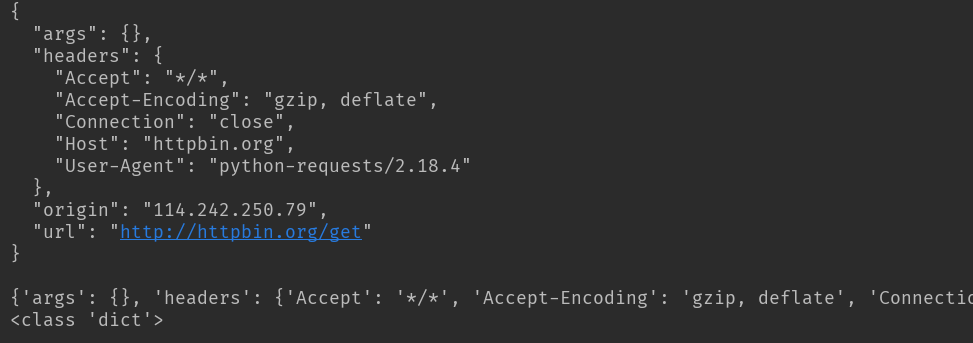 {
  "args": {},
  "headers": {
    "Accept": "*/*",
    "Accept-Encoding": "gzip, deflate",
    "Connection": "close",
    "Host": "httpbin.org",
    "User-Agent": "python-requests/2.18.4"
  },
  "origin": "114.242.250.79",
  "url": "http://httpbin.org/get"
}
{'args': {}, 'headers': {'Accept': '*/*', 'Accept-Encoding': 'gzip, deflate', 'Connectio
<class 'dict'>